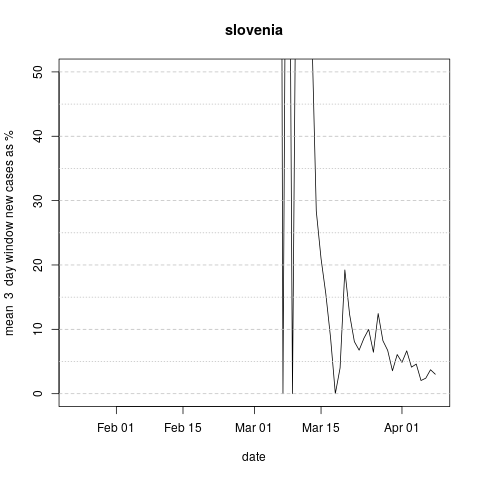 slovenia
mean  3  day window new cases as %
50
40
30
20
10
0
Feb 01
Feb 15
Mar 01
Mar 15
Apr 01
date